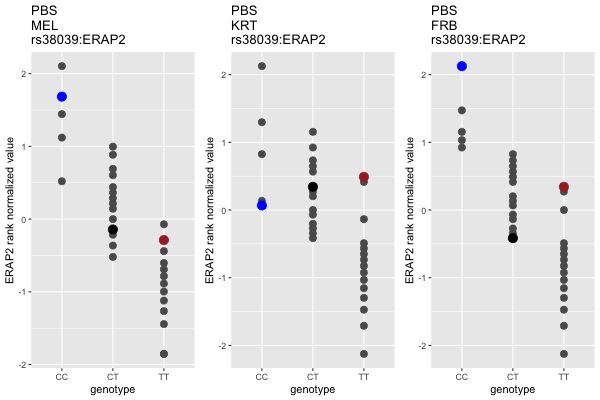 PBS
MEL
rs38039:ERAP2
ERAP2 rank normalized value
2
1
0
-1
-2
CC
CT
TT
genotype
PBS
KRT
rs38039:ERAP2
ERAP2 rank normalized value
2
1
0
-1
-2
CC
CT
TT
genotype
PBS
FRB
rs38039:ERAP2
ERAP2 rank normalized value
2
1
0
-1
-2
CC
CT
TT
genotype